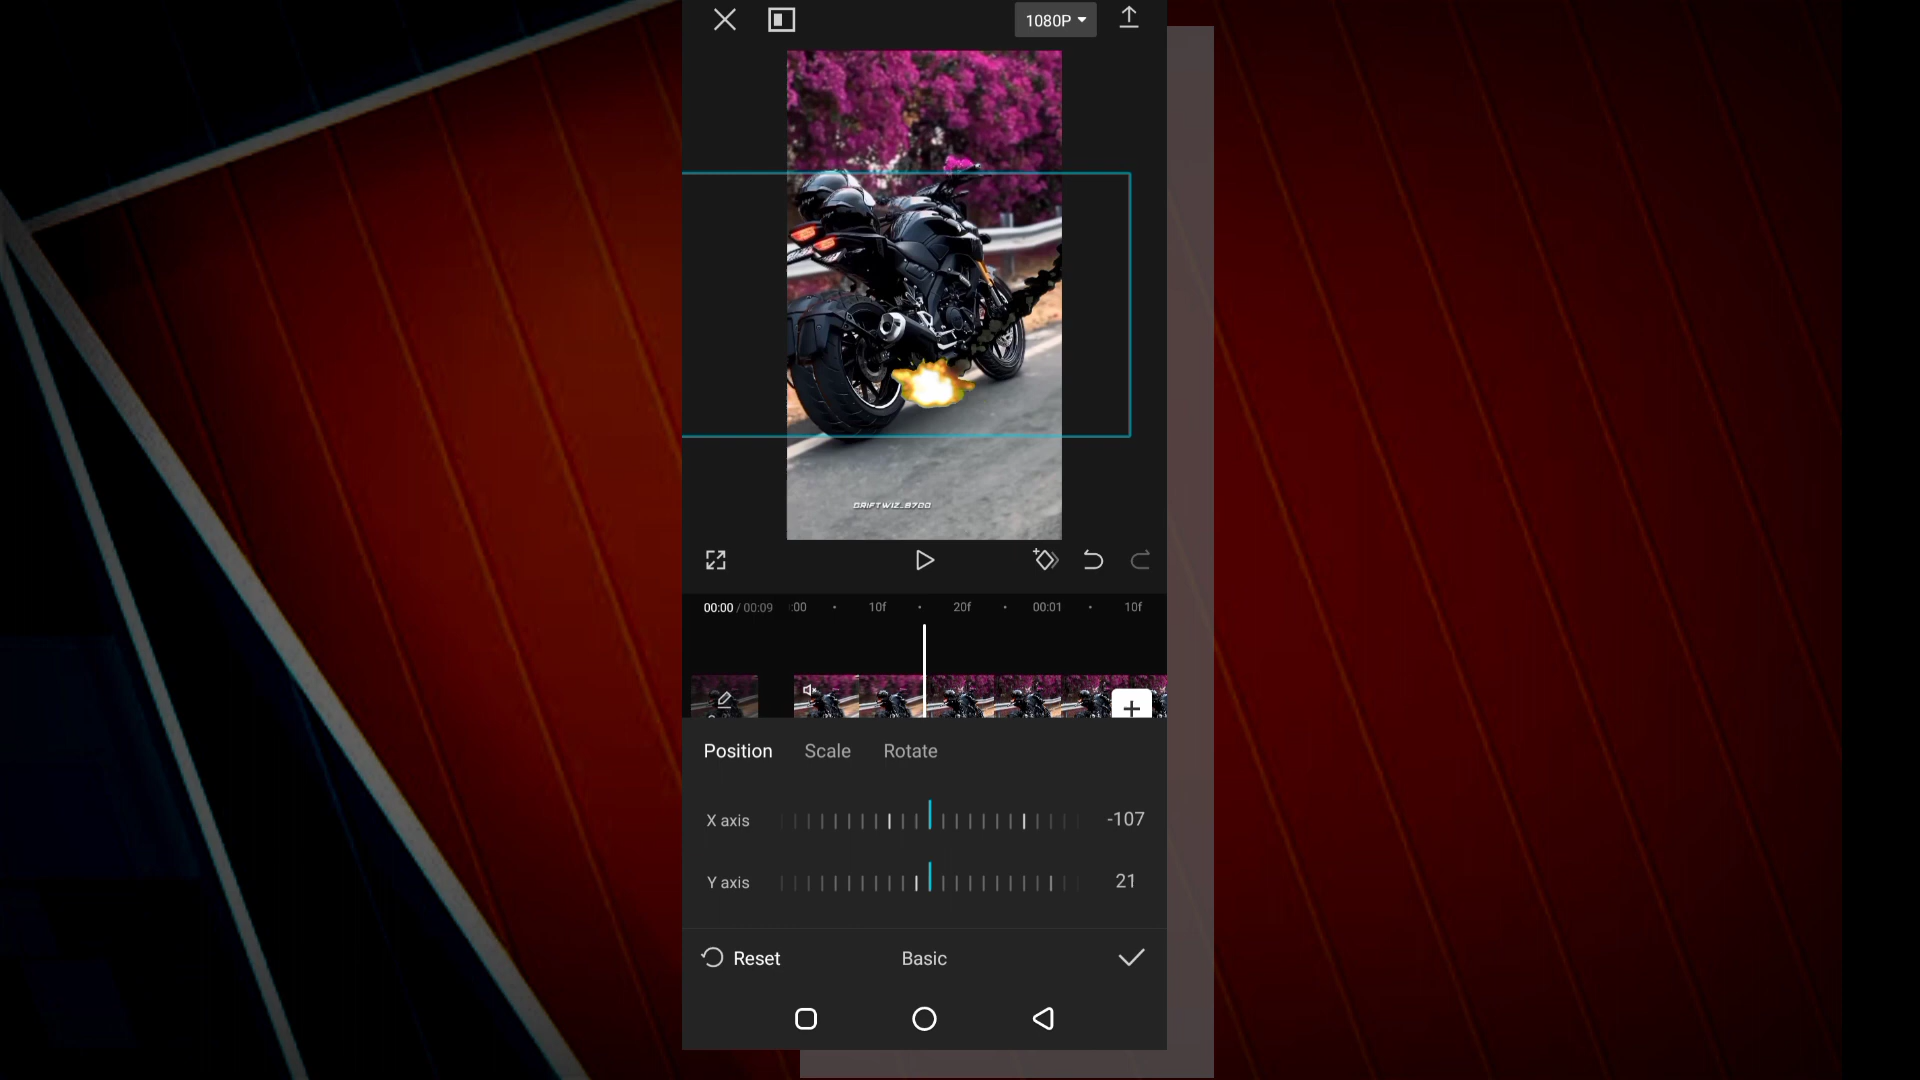 1080P
DRIFTWIZ_8700
00:00 / 00:09 :00 10f 20f 00:01 10f
Position Scale Rotate
X axis -107
Y axis 21
Reset Basic